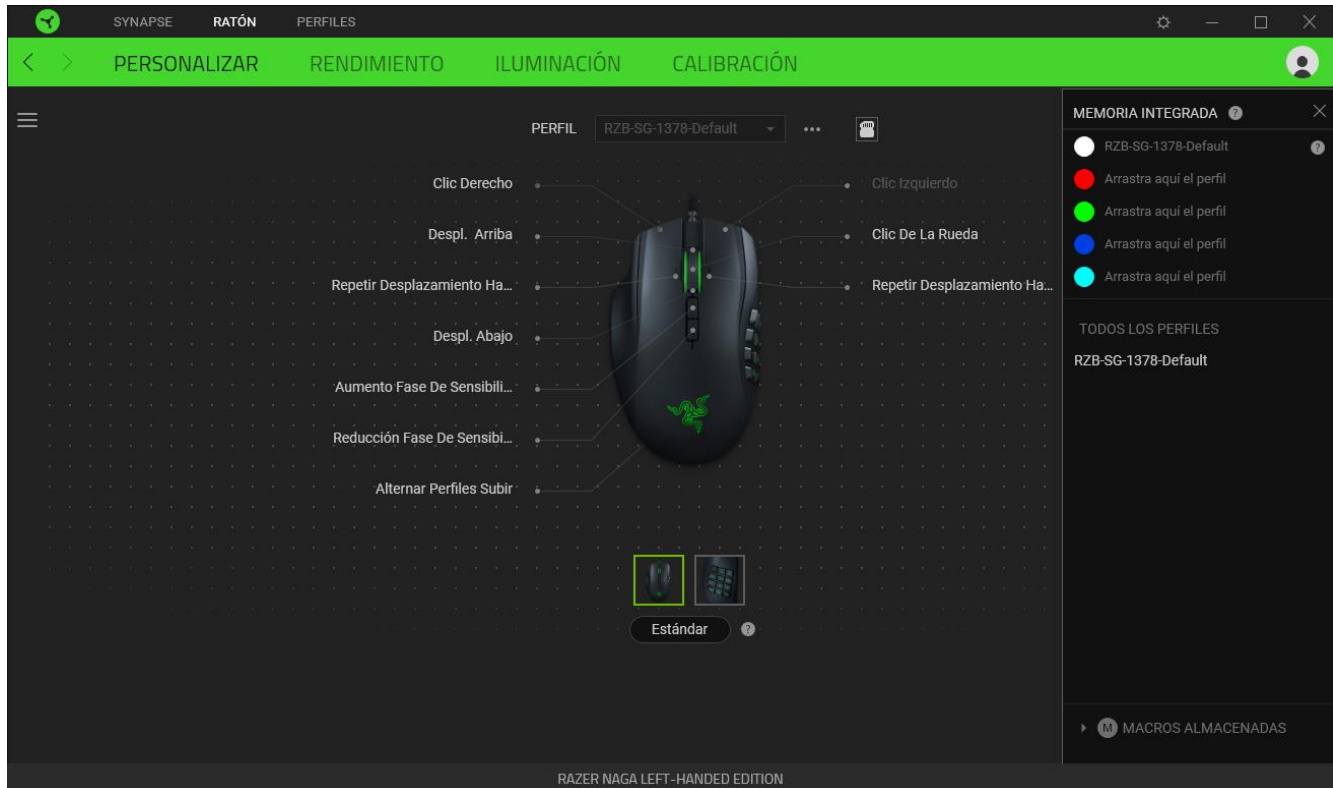 SYNAPSE RATÓN PERFILES
PERSONALIZAR RENDIMIENTO ILUMINACIÓN CALIBRACIÓN
PERFIL RZB-SG-1378-Default
Clic Derecho
Clic Izquierdo
Despl. Arriba
Clic De La Rueda
Repetir Desplazamiento Ha...
Repetir Desplazamiento Ha...
Despl. Abajo
Aumento Fase De Sensibili...
Reducción Fase De Sensibi...
Alternar Perfiles Subir
Estándar ?
MEMORIA INTEGRADA ?
RZB-SG-1378-Default ?
Arrastra aquí el perfil
Arrastra aquí el perfil
Arrastra aquí el perfil
Arrastra aquí el perfil
TODOS LOS PERFILES
RZB-SG-1378-Default
M MACROS ALMACENADAS
RAZER NAGA LEFT-HANDED EDITION